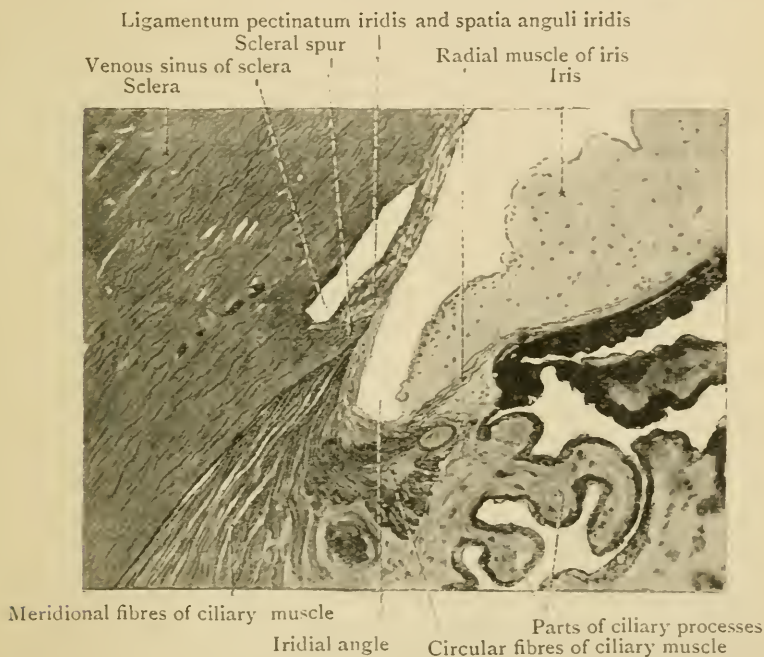 Ligamentum pectinatum iridis and spatia anguli iridis
Scleral spur
Radial muscle of iris
Venous sinus of sclera
Iris
Sclera
Meridional fibres of ciliary muscle
Parts of ciliary processes
Iridial angle
Circular fibres of ciliary muscle